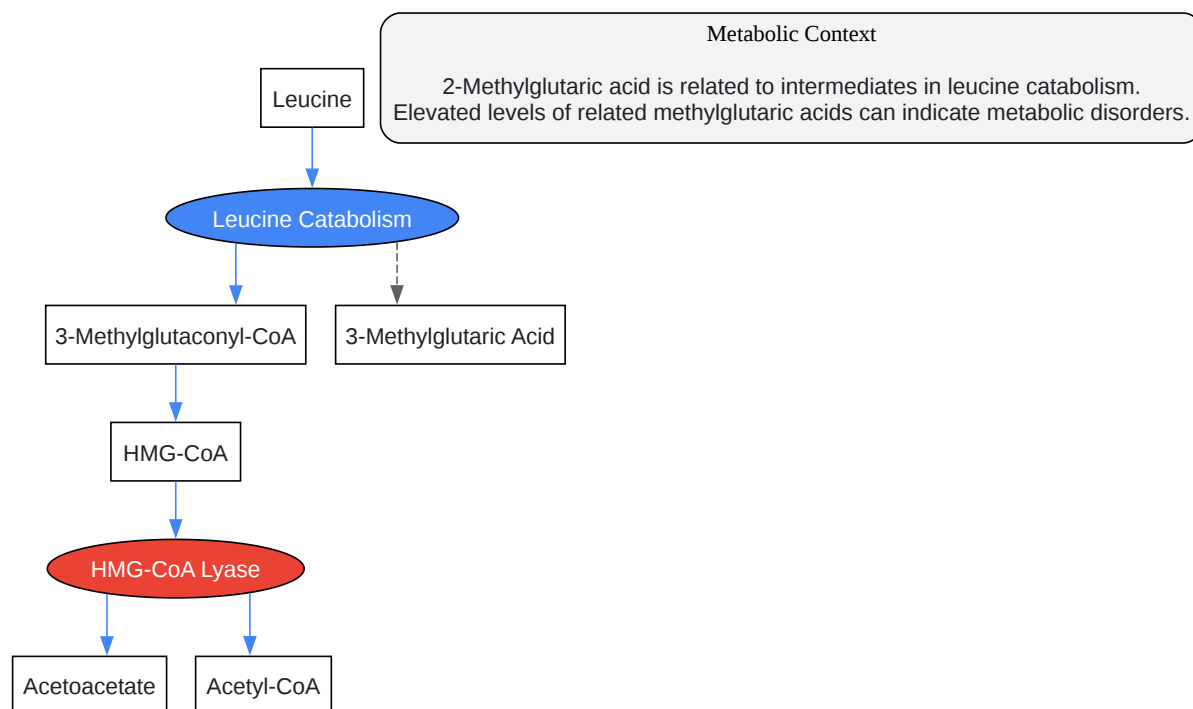 Metabolic Context
2-Methylglutaric acid is related to intermediates in leucine catabolism.
Elevated levels of related methylglutaric acids can indicate metabolic disorders.
Leucine
Leucine Catabolism
3-Methylglutaconyl-CoA
3-Methylglutaric Acid
HMG-CoA
HMG-CoA Lyase
Acetoacetate
Acetyl-CoA